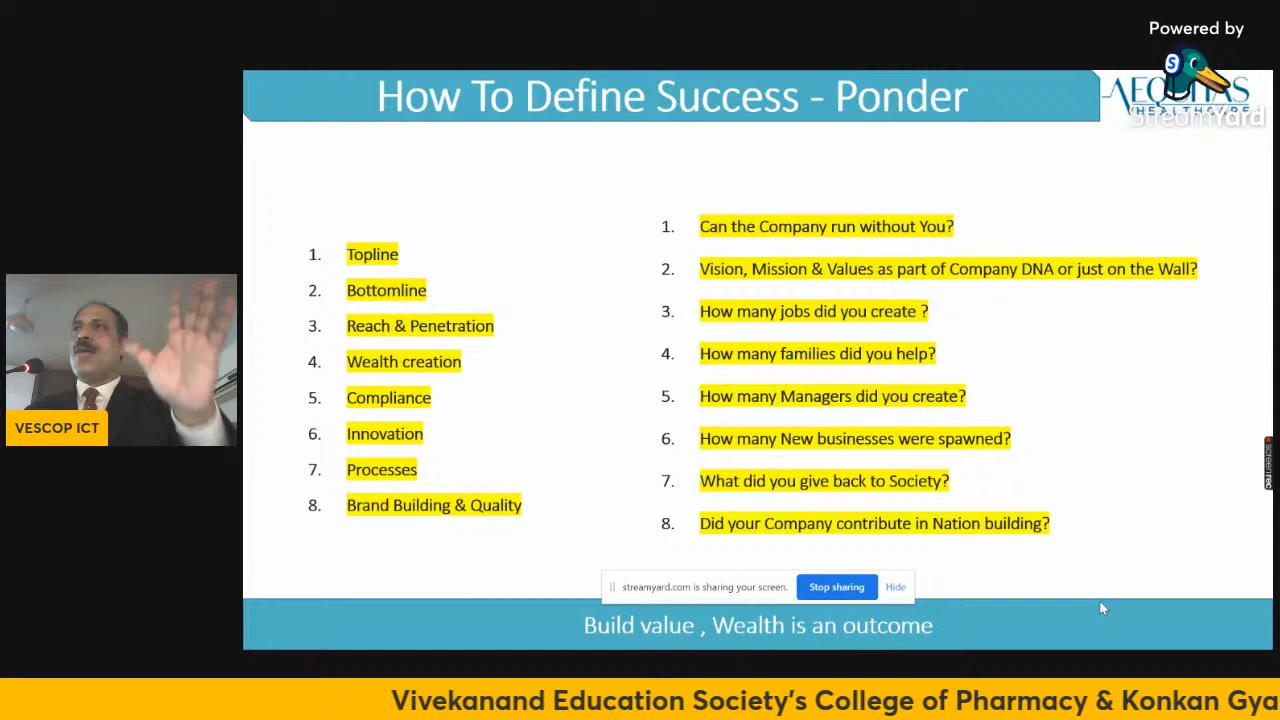 Powered by
StreamYard
How To Define Success - Ponder
AEQUITAS
HEALTHCARE
1. Topline
2. Bottomline
3. Reach & Penetration
4. Wealth creation
5. Compliance
6. Innovation
7. Processes
8. Brand Building & Quality
1. Can the Company run without You?
2. Vision, Mission & Values as part of Company DNA or just on the Wall?
3. How many jobs did you create ?
4. How many families did you help?
5. How many Managers did you create?
6. How many New businesses were spawned?
7. What did you give back to Society?
8. Did your Company contribute in Nation building?
VESCOP ICT
streamyard.com is sharing your screen.
Stop sharing
Hide
screenrec
Build value , Wealth is an outcome
Vivekanand Education Society's College of Pharmacy & Konkan Gya